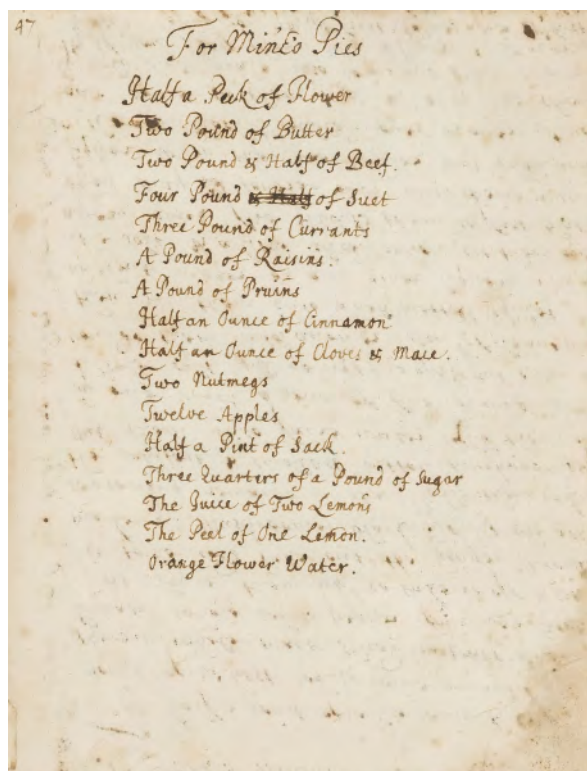 47
For Minc'd Pies
Half a Peck of Flower
Two Pound of Butter
Two Pound & Half of Beef.
Four Pound & Half of Suet
Three Pound of Currants
A Pound of Raisins.
A Pound of Pruins
Half an Ounce of Cinnamon
Half an Ounce of Cloves & Mace.
Two Nutmegs
Twelve Apples
Half a Pint of Sack.
Three Quarters of a Pound of Sugar
The Juice of Two Lemons
The Peel of One Lemon.
Orange Flower Water.